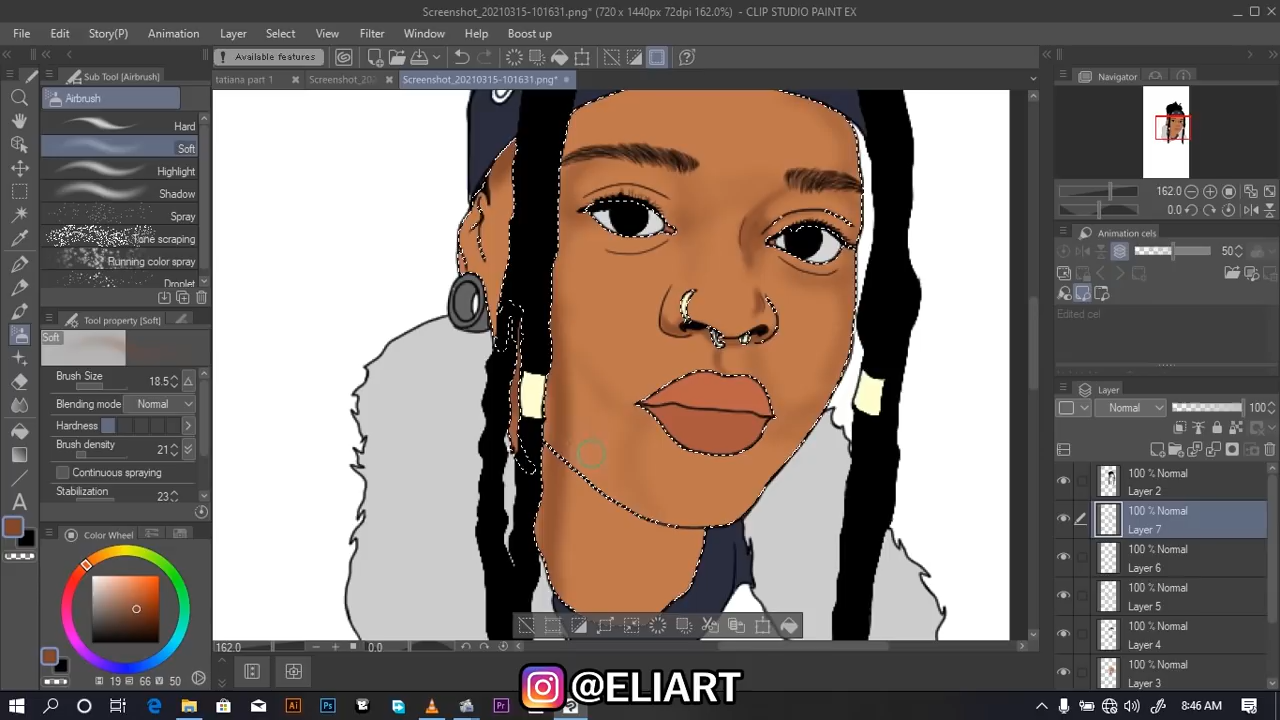 Screenshot_20210315-101631.png* (720 x 1440px 72dpi 162.0%) - CLIP STUDIO PAINT EX
File Edit Story(P) Animation Layer Select View Filter Window Help Boost up
Available features
Sub Tool [Airbrush]
tatiana part 1
Screenshot_202
Screenshot_20210315-101631.png*
Navigator
Airbrush
Hard
Soft
Highlight
Shadow
Spray
Tone scraping
Running color spray
Droplet
162.0
0.0
Animation cels
50
Edited cel
Tool property [Soft]
Soft
Brush Size 18.5
Blending mode Normal
Hardness
Brush density 21
Continuous spraying
Stabilization 23
Layer
Normal 100
100 % Normal
Layer 2
100 % Normal
Layer 7
100 % Normal
Layer 6
100 % Normal
Layer 5
100 % Normal
Layer 4
100 % Normal
Layer 3
Color Wheel
H 19 S 66 V 50
162.0
0.0
@ELIART
8:46 AM